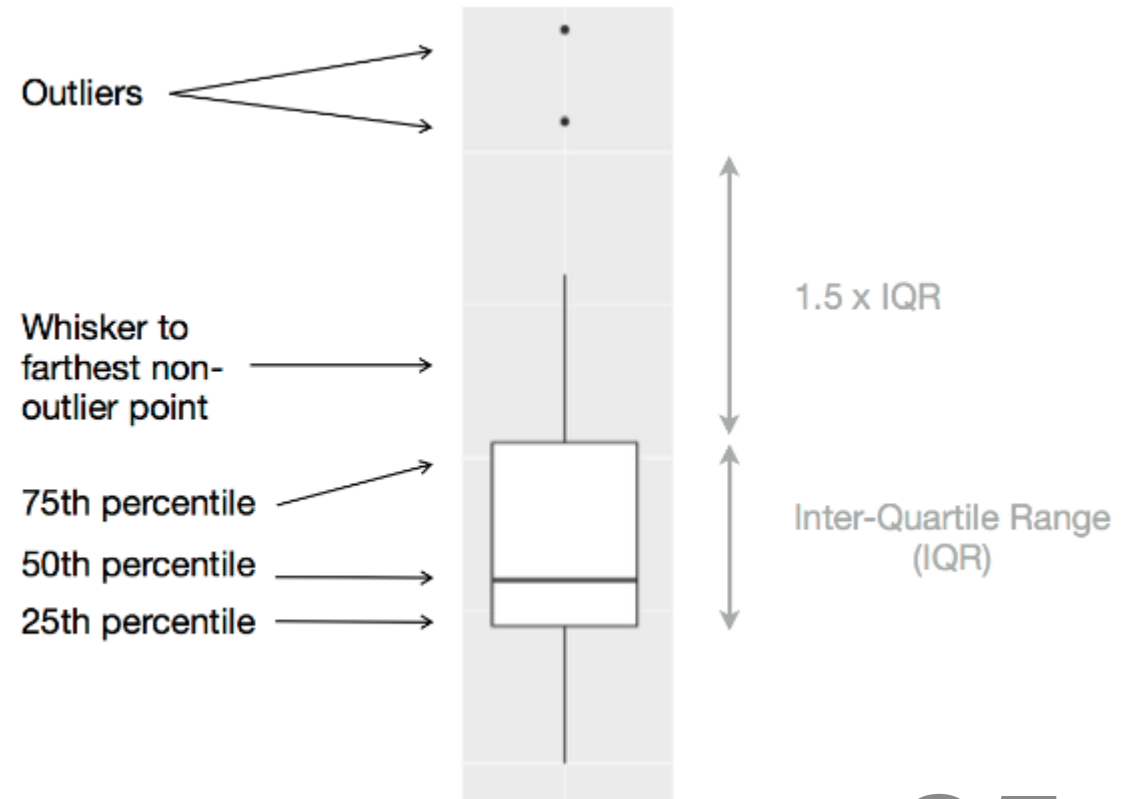 Outliers
1.5 x IQR
Whisker to
farthest non-
outlier point
75th percentile
50th percentile
25th percentile
Inter-Quartile Range
(IQR)